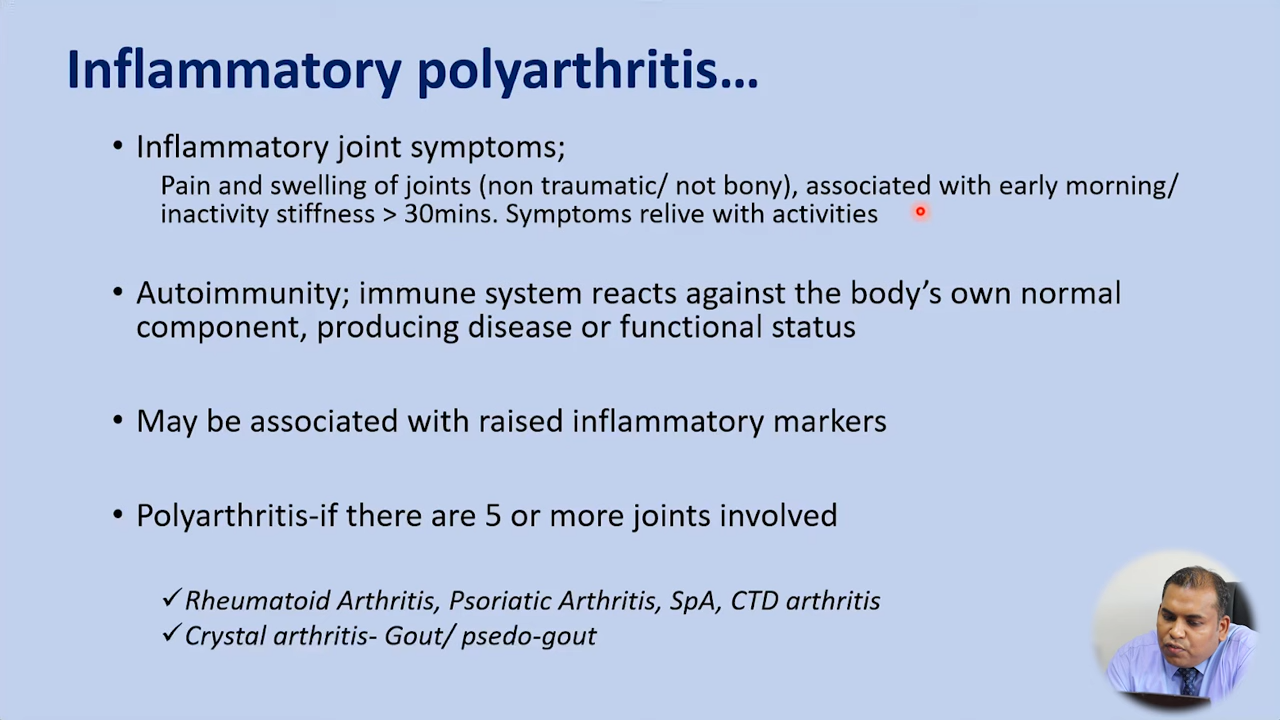 Inflammatory polyarthritis...
• Inflammatory joint symptoms;
Pain and swelling of joints (non traumatic/ not bony), associated with early morning/
inactivity stiffness > 30mins. Symptoms relive with activities
• Autoimmunity; immune system reacts against the body's own normal
component, producing disease or functional status
• May be associated with raised inflammatory markers
• Polyarthritis-if there are 5 or more joints involved
✓Rheumatoid Arthritis, Psoriatic Arthritis, SpA, CTD arthritis
✓Crystal arthritis- Gout/ psedo-gout